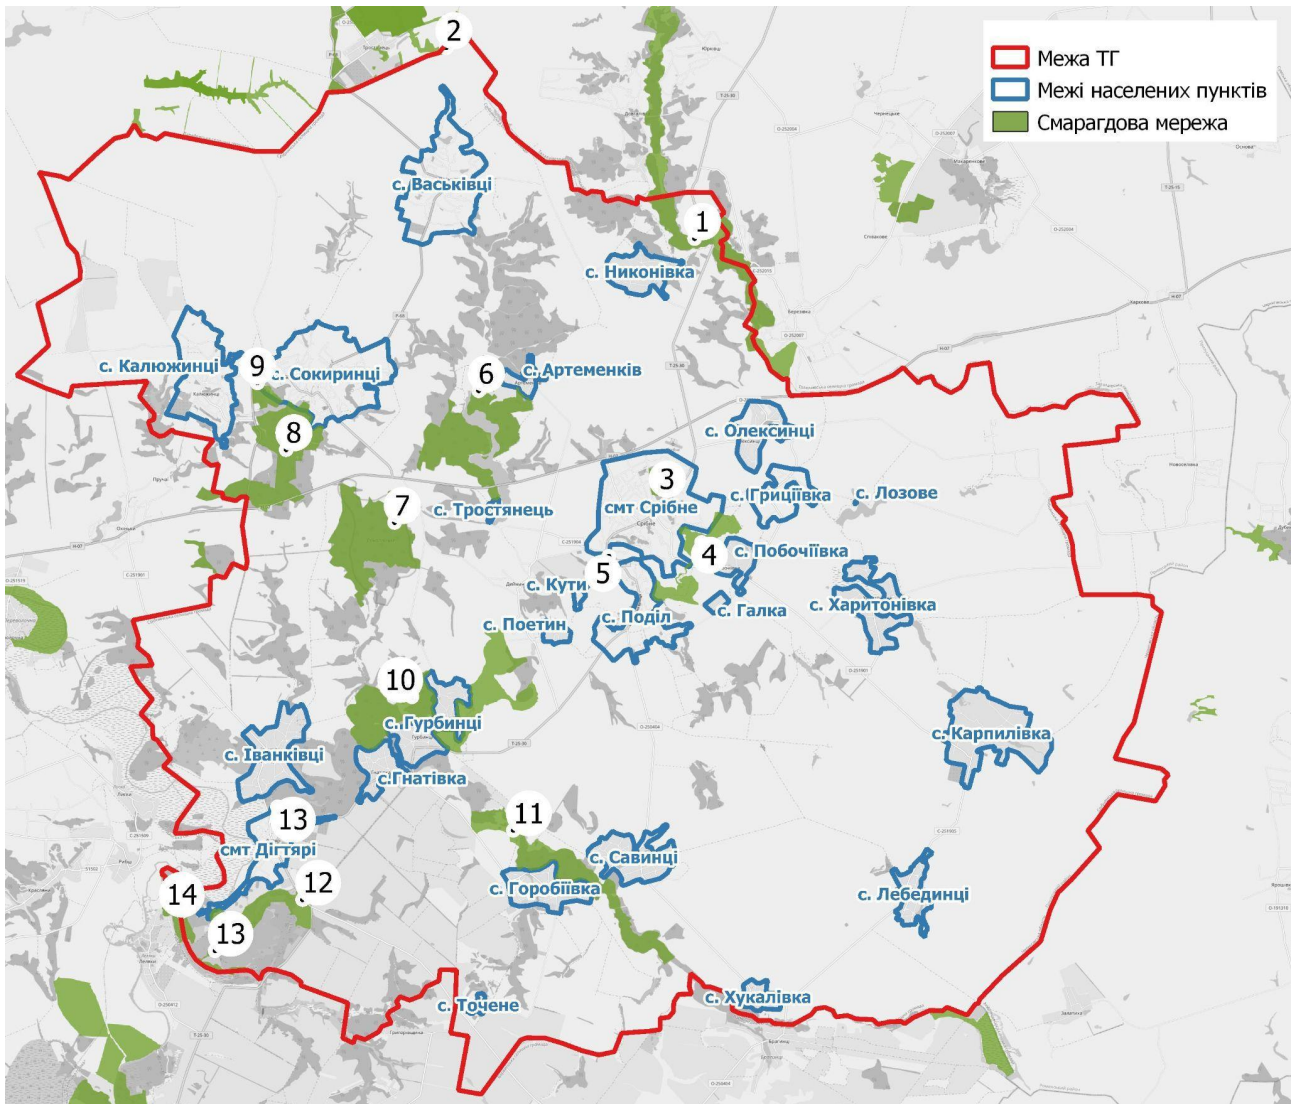 Межа ТГ
Межі населених пунктів
Смарагдова мережа
2
с. Васьківці
1
с. Никонівка
с. Калюжинці
9
с. Сокиринці
6
с. Артеменків
8
с. Олексинці
3
смт Срібне
с. Гриціївка
с. Лозове
7
с. Тростянець
4
с. Побочіївка
5
с. Кути
с. Галка
с. Харитонівка
с. Поетин
с. Поділ
10
с. Гурбинці
с. Іванківці
с.Гнатівка
с. Карпилівка
13
11
смт Дігтярі
с. Савинці
12
с. Горобіївка
с. Лебединці
14
13
с. Точене
с. Хукалівка